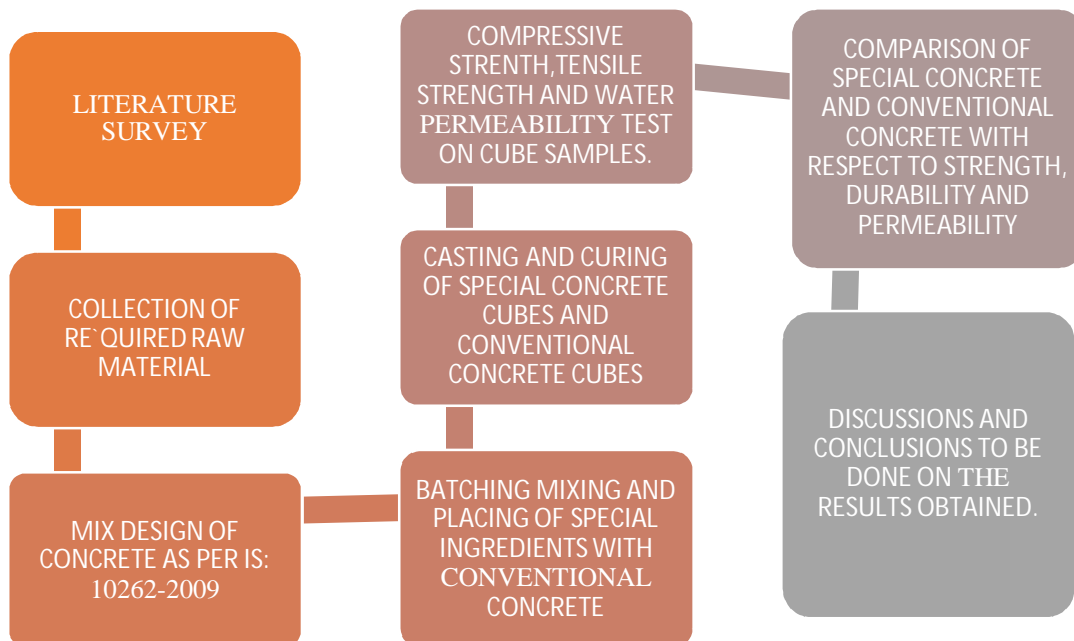 LITERATURE
SURVEY
COLLECTION OF
RE`QUIRED RAW
MATERIAL
MIX DESIGN OF
CONCRETE AS PER IS:
10262-2009
BATCHING MIXING AND
PLACING OF SPECIAL
INGREDIENTS WITH
CONVENTIONAL
CONCRETE
CASTING AND CURING
OF SPECIAL CONCRETE
CUBES AND
CONVENTIONAL
CONCRETE CUBES
COMPRESSIVE
STRENTH,TENSILE
STRENGTH AND WATER
PERMEABILITY TEST
ON CUBE SAMPLES.
COMPARISON OF
SPECIAL CONCRETE
AND CONVENTIONAL
CONCRETE WITH
RESPECT TO STRENGTH,
DURABILITY AND
PERMEABILITY
DISCUSSIONS AND
CONCLUSIONS TO BE
DONE ON THE
RESULTS OBTAINED.